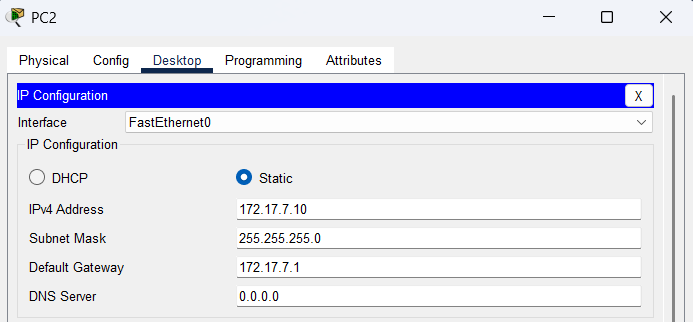 PC2
Physical Config Desktop Programming Attributes
IP Configuration X
Interface FastEthernet0
IP Configuration
DHCP Static
IPv4 Address 172.17.7.10
Subnet Mask 255.255.255.0
Default Gateway 172.17.7.1
DNS Server 0.0.0.0